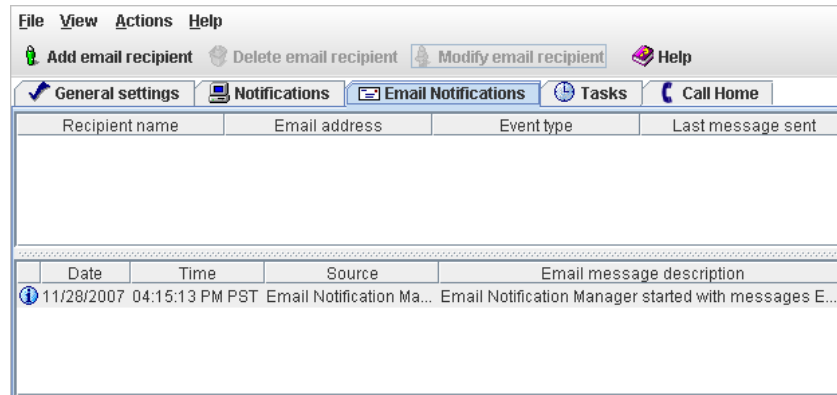 File View Actions Help
Add email recipient Delete email recipient Modify email recipient Help
General settings Notifications Email Notifications Tasks Call Home
Recipient name Email address Event type Last message sent
Date Time Source Email message description
11/28/2007 04:15:13 PM PST Email Notification Ma... Email Notification Manager started with messages E...